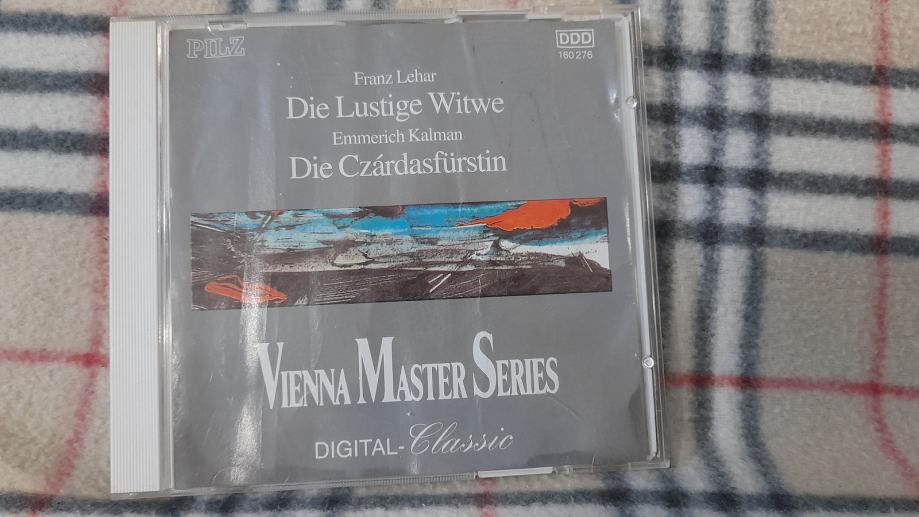 PILZ
DDD
160 276
Franz Lehar
Die Lustige Witwe
Emmerich Kalman
Die Czárdasfürstin
VIENNA MASTER SERIES
DIGITAL-Classic